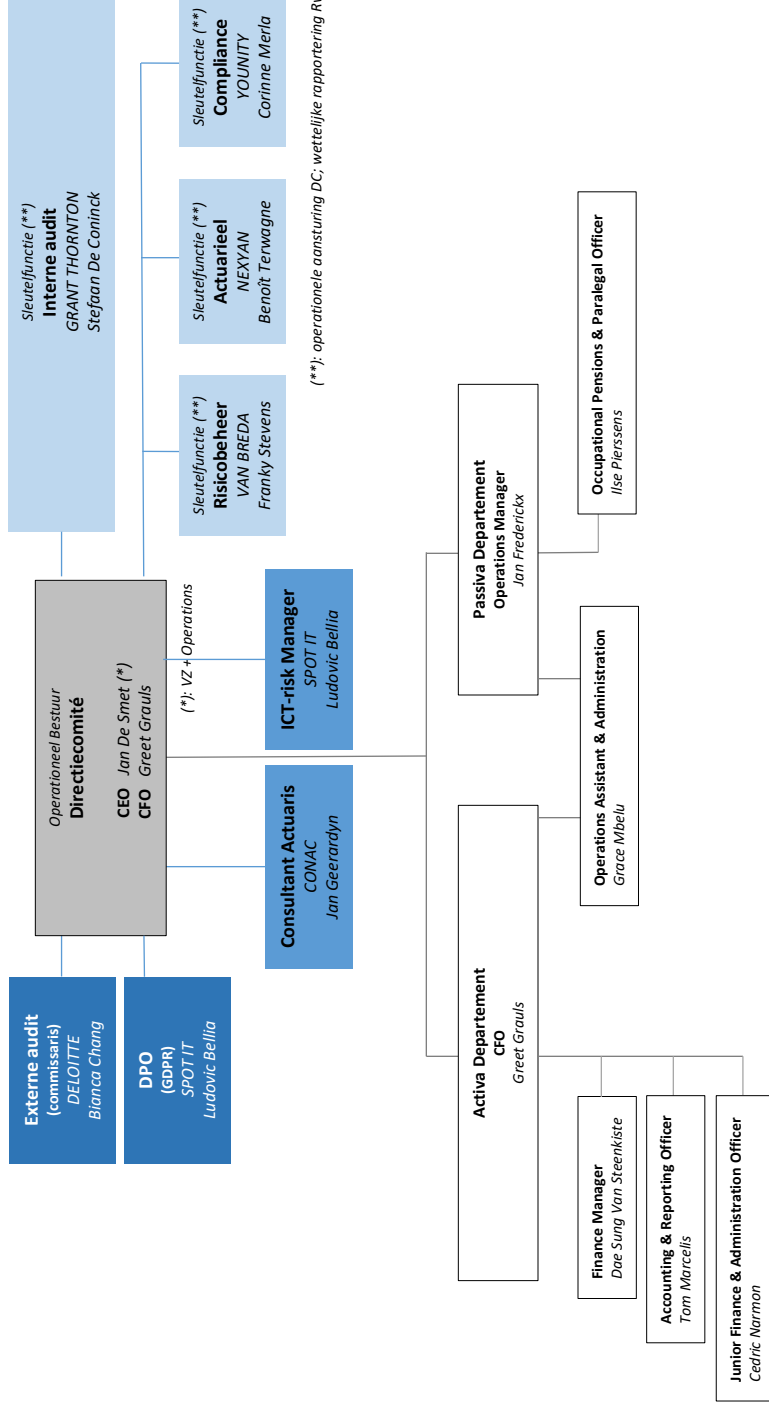 Externe audit
(commissaris)
DELOITTE
Bianca Chang
DPO
(GDPR)
SPOT IT
Ludovic Bellia
Operationeel Bestuur
Directiecomité
CEO Jan De Smet (*)
CFO Greet Grauls
(*): VZ + Operations
Sleutelfunctie (**)
Interne audit
GRANT THORNTON
Stefaan De Coninck
Sleutelfunctie (**)
Risicobeheer
VAN BREDA
Franky Stevens
Sleutelfunctie (**)
Actuarieel
NEXYAN
Benoît Terwagne
Sleutelfunctie (**)
Compliance
YOUNITY
Corinne Merla
(**): operationele aansturing DC; wettelijke rapportering Rv
Consultant Actuaris
CONAC
Jan Geerardyn
ICT-risk Manager
SPOT IT
Ludovic Bellia
Activa Departement
CFO
Greet Grauls
Passiva Departement
Operations Manager
Jan Frederickx
Finance Manager
Dae Sung Van Steenkiste
Accounting & Reporting Officer
Tom Marcelis
Junior Finance & Administration Officer
Cedric Narmon
Operations Assistant & Administration
Grace Mbelu
Occupational Pensions & Paralegal Officer
Ilse Pierssens